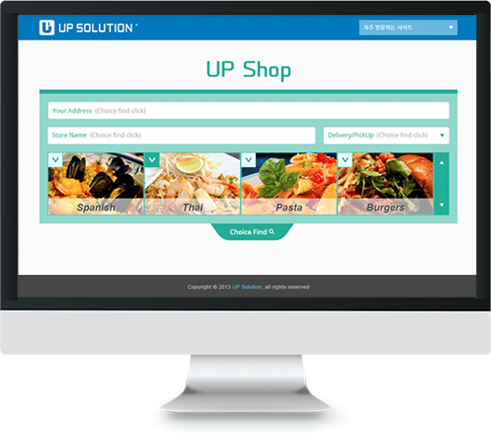 UP SOLUTION
자주 방문하는 사이트
UP Shop
Your Address (Choice find click)
Store Name (Choice find click)
Delivery/PickUp (Choice find click)
Spanish
Thai
Pasta
Burgers
Choice Find
Copyright © 2013 UP Solution, all rights reserved